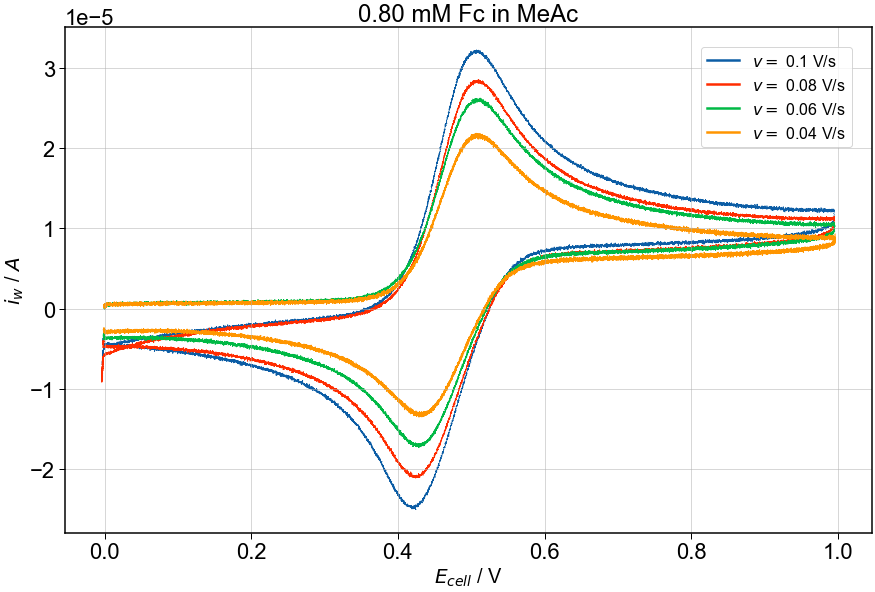 0.80 mM Fc in MeAc
1e−5
v = 0.1 V/s
v = 0.08 V/s
v = 0.06 V/s
v = 0.04 V/s
3
2
1
0
−1
−2
i_w / A
0.0 0.2 0.4 0.6 0.8 1.0
E_cell / V